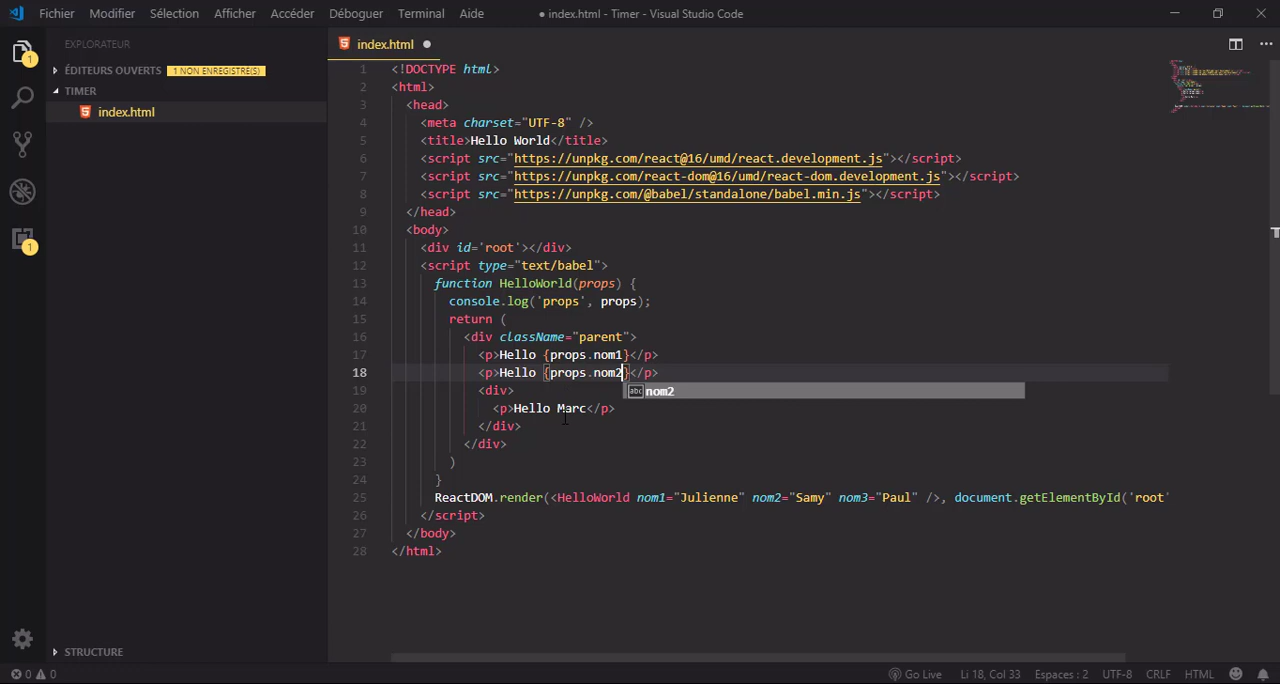 Fichier Modifier Sélection Afficher Accéder Déboguer Terminal Aide ● index.html - Timer - Visual Studio Code
EXPLORATEUR
ÉDITEURS OUVERTS 1 NON ENREGISTRÉ(S)
TIMER
index.html
STRUCTURE
1
1
index.html
1 <!DOCTYPE html>
2 <html>
3 <head>
4 <meta charset="UTF-8" />
5 <title>Hello World</title>
6 <script src="https://unpkg.com/react@16/umd/react.development.js"></script>
7 <script src="https://unpkg.com/react-dom@16/umd/react-dom.development.js"></script>
8 <script src="https://unpkg.com/@babel/standalone/babel.min.js"></script>
9 </head>
10 <body>
11 <div id='root'></div>
12 <script type="text/babel">
13 function HelloWorld(props) {
14 console.log('props', props);
15 return (
16 <div className="parent">
17 <p>Hello {props.nom1}</p>
18 <p>Hello {props.nom2}</p>
19 <div>
abc nom2
20 <p>Hello Marc</p>
21 </div>
22 </div>
23 )
24 }
25 ReactDOM.render(<HelloWorld nom1="Julienne" nom2="Samy" nom3="Paul" />, document.getElementById('root'
26 </script>
27 </body>
28 </html>
0 0 Go Live Li 18, Col 33 Espaces : 2 UTF-8 CRLF HTML